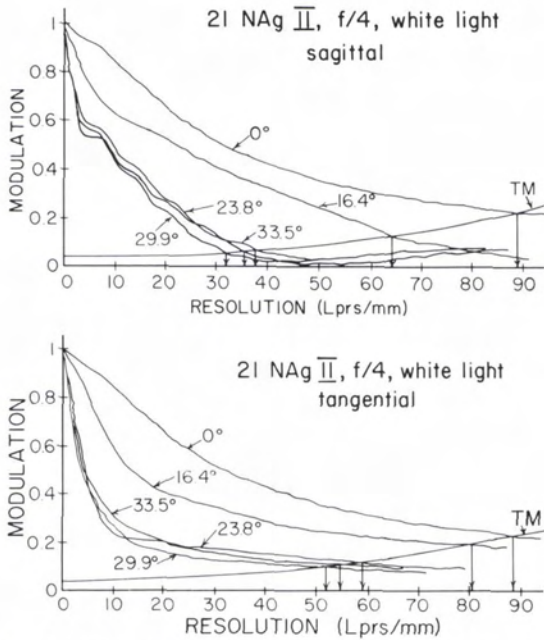 21 NAg II, f/4, white light
sagittal
MODULATION
1
0.8
0.6
0.4
0.2
0
0°
16.4°
23.8°
33.5°
29.9°
TM
0 10 20 30 40 50 60 70 80 90
RESOLUTION (Lprs/mm)
21 NAg II, f/4, white light
tangential
MODULATION
1
0.8
0.6
0.4
0.2
0
0°
16.4°
33.5°
23.8°
29.9°
TM
0 10 20 30 40 50 60 70 80 90
RESOLUTION (Lprs/mm)